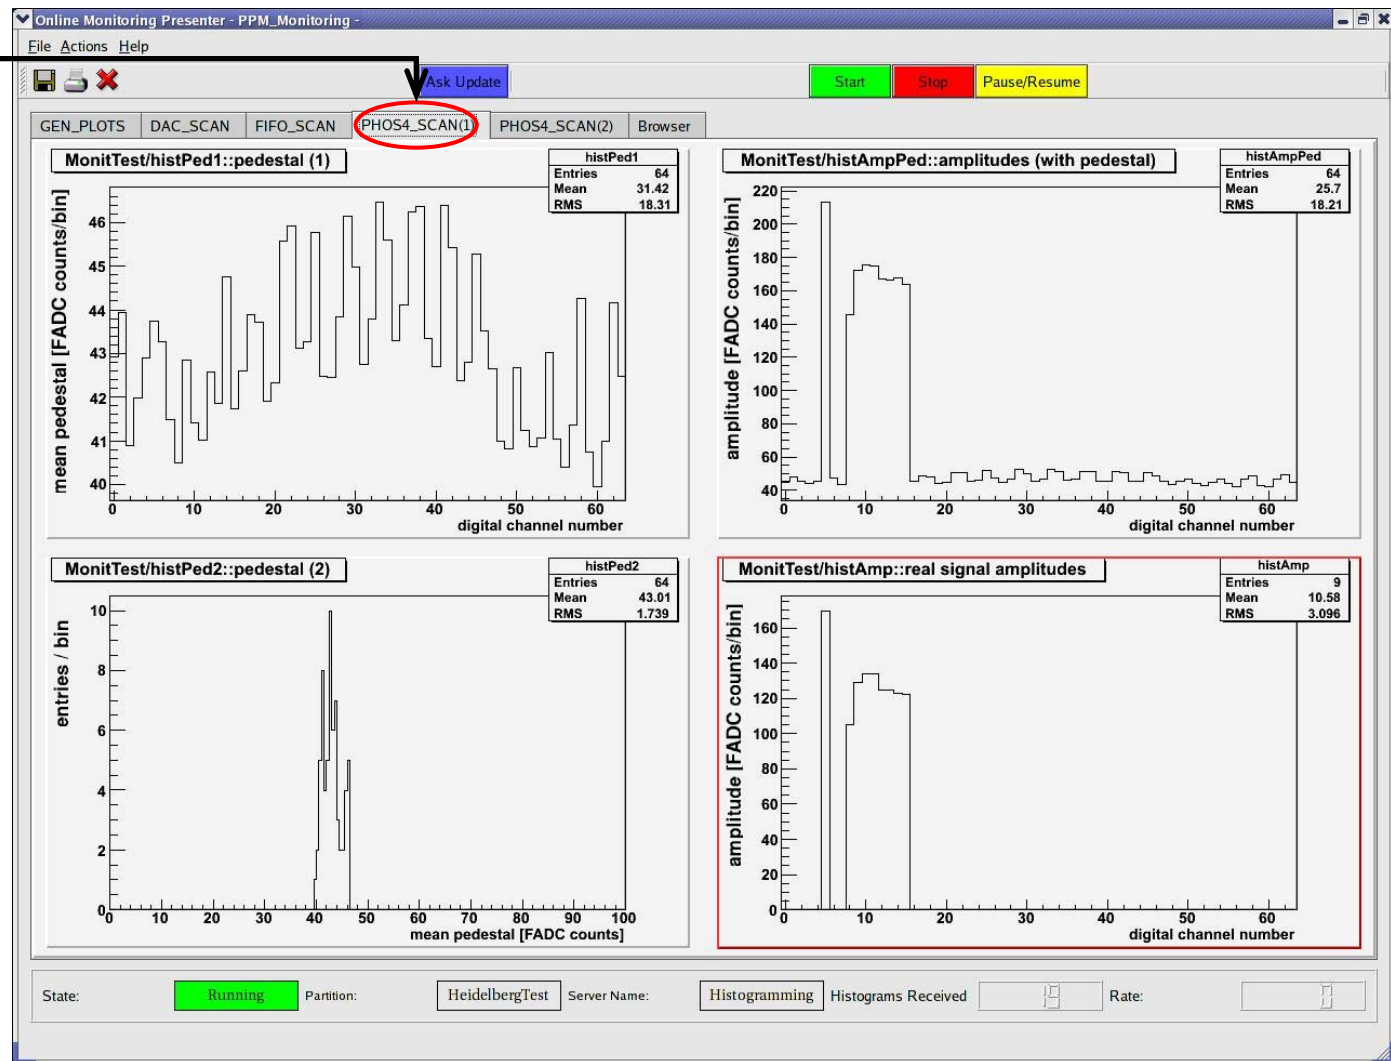 Online Monitoring Presenter - PPM_Monitoring -
File Actions Help
Ask Update Start Stop Pause/Resume
GEN_PLOTS DAC_SCAN FIFO_SCAN PHOS4_SCAN(1) PHOS4_SCAN(2) Browser
MonitTest/histPed1::pedestal (1)
histPed1
Entries 64
Mean 31.42
RMS 18.31
mean pedestal [FADC counts/bin]
46
45
44
43
42
41
40
0 10 20 30 40 50 60
digital channel number
MonitTest/histAmpPed::amplitudes (with pedestal)
histAmpPed
Entries 64
Mean 25.7
RMS 18.21
amplitude [FADC counts/bin]
220
200
180
160
140
120
100
80
60
40
0 10 20 30 40 50 60
digital channel number
MonitTest/histPed2::pedestal (2)
histPed2
Entries 64
Mean 43.01
RMS 1.739
entries / bin
10
8
6
4
2
0
0 10 20 30 40 50 60 70 80 90 100
mean pedestal [FADC counts]
MonitTest/histAmp::real signal amplitudes
histAmp
Entries 9
Mean 10.58
RMS 3.096
amplitude [FADC counts/bin]
160
140
120
100
80
60
40
20
0
0 10 20 30 40 50 60
digital channel number
State: Running Partition: HeidelbergTest Server Name: Histogramming Histograms Received 19 Rate: 0